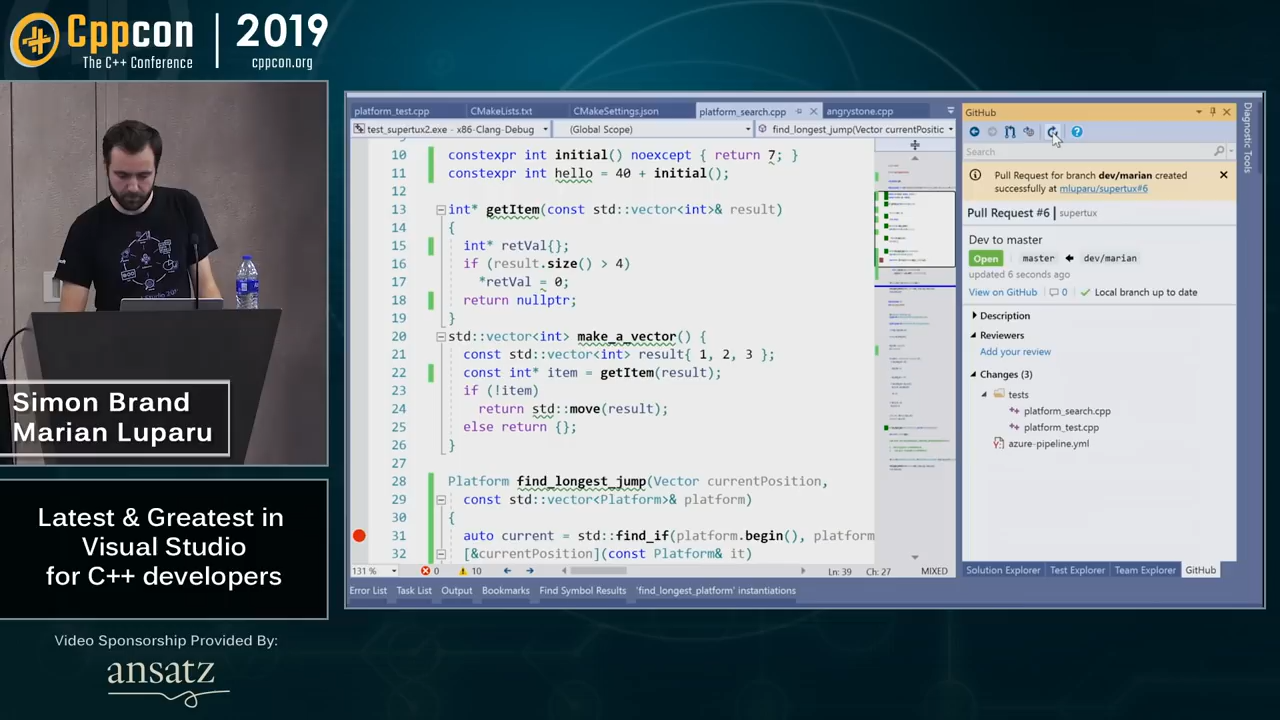 Cppcon
The C++ Conference
2019
cppcon.org
Simon Brand
Marian Luparu
Latest & Greatest in
Visual Studio
for C++ developers
Video Sponsorship Provided By:
ansatz
platform_test.cpp CMakeLists.txt CMakeSettings.json platform_search.cpp angrystone.cpp
test_supertux2.exe - x86-Clang-Debug (Global Scope) find_longest_jump(Vector currentPositic
10 constexpr int initial() noexcept { return 7; }
11 constexpr int hello = 40 + initial();
12
13 int* getItem(const std::vector<int>& result)
14 {
15 int* retVal{};
16 if (result.size() > 4)
17 retVal = 0;
18 return nullptr;
19 }
20 std::vector<int> make_a_vector() {
21 const std::vector<int> result{ 1, 2, 3 };
22 const int* item = getItem(result);
23 if (!item)
24 return std::move(result);
25 else return {};
26 }
27
28 Platform find_longest_jump(Vector currentPosition,
29 const std::vector<Platform>& platform)
30 {
31 auto current = std::find_if(platform.begin(), platform
32 [&currentPosition](const Platform& it)
131 % 0 10 Ln: 39 Ch: 27 MIXED
Error List Task List Output Bookmarks Find Symbol Results 'find_longest_platform' instantiations
GitHub
Search
Pull Request for branch dev/marian created
successfully at mluparu/supertux#6
Pull Request #6 | supertux
Dev to master
Open master dev/marian
updated 6 seconds ago
View on GitHub 0 Local branch up to date
Description
Reviewers
Add your review
Changes (3)
tests
platform_search.cpp
platform_test.cpp
azure-pipeline.yml
Solution Explorer Test Explorer Team Explorer GitHub
Diagnostic Tools